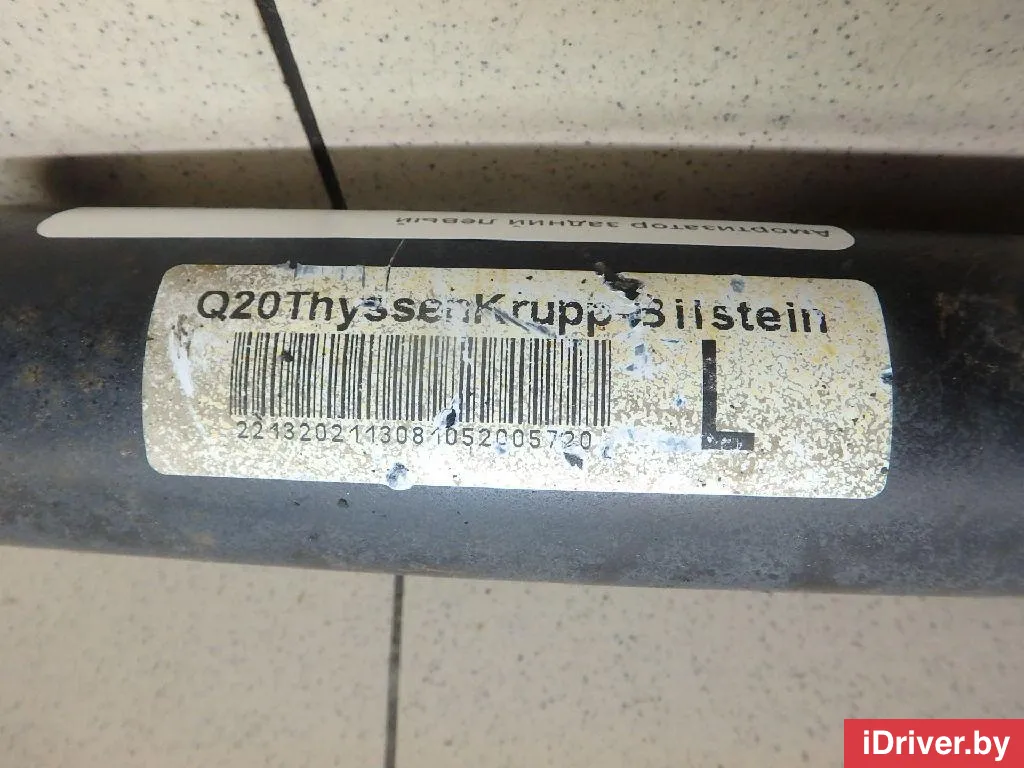 Амортизатор задний левый
Q20ThyssenKrupp-Bilstein
L
2213202113081052005720
iDriver.by